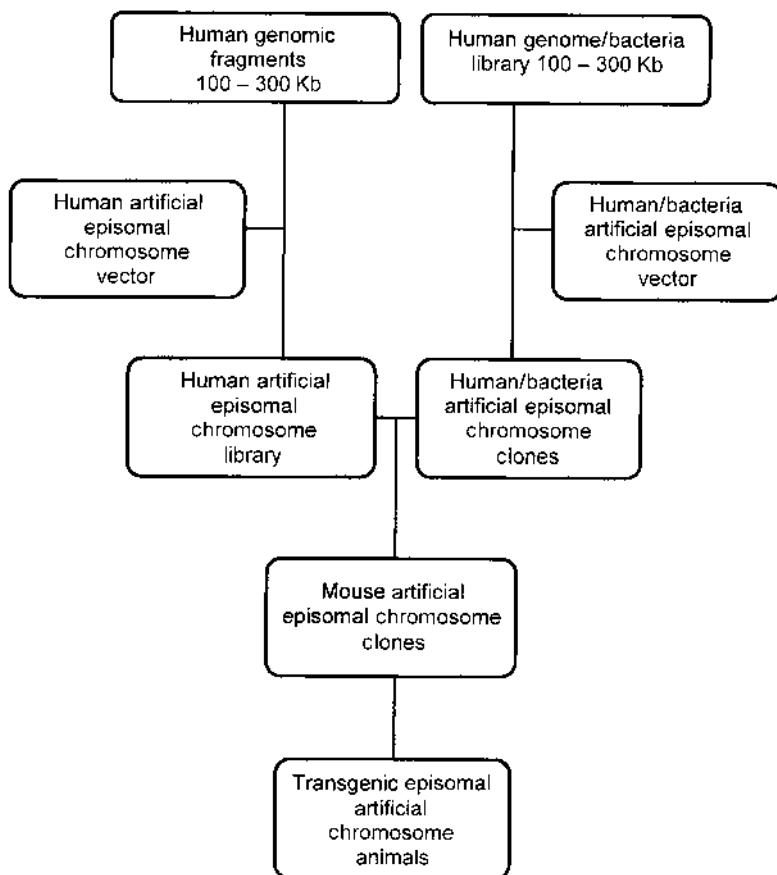 Human genomic
fragments
100 – 300 Kb
Human genome/bacteria
library 100 – 300 Kb
Human artificial
episomal
chromosome
vector
Human/bacteria
artificial episomal
chromosome
vector
Human artificial
episomal
chromosome
library
Human/bacteria
artificial episomal
chromosome
clones
Mouse artificial
episomal chromosome
clones
Transgenic episomal
artificial
chromosome
animals